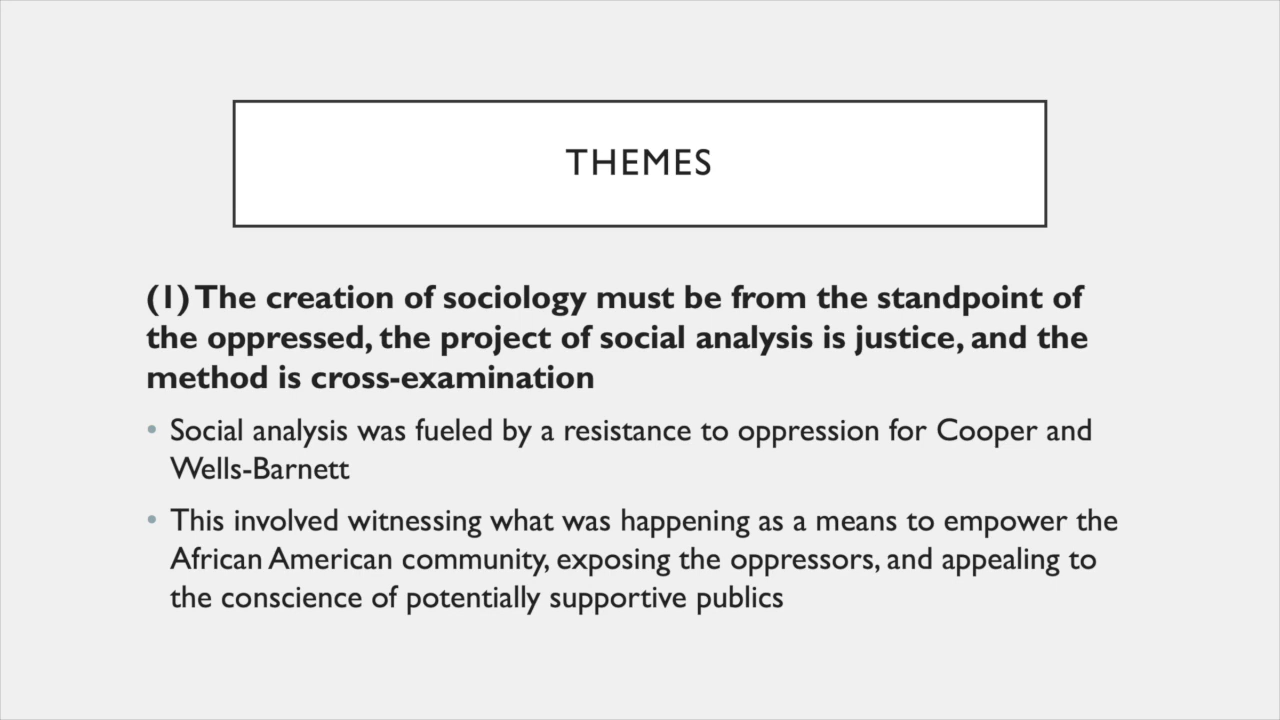 THEMES
(1) The creation of sociology must be from the standpoint of
the oppressed, the project of social analysis is justice, and the
method is cross-examination
• Social analysis was fueled by a resistance to oppression for Cooper and
Wells-Barnett
• This involved witnessing what was happening as a means to empower the
African American community, exposing the oppressors, and appealing to
the conscience of potentially supportive publics